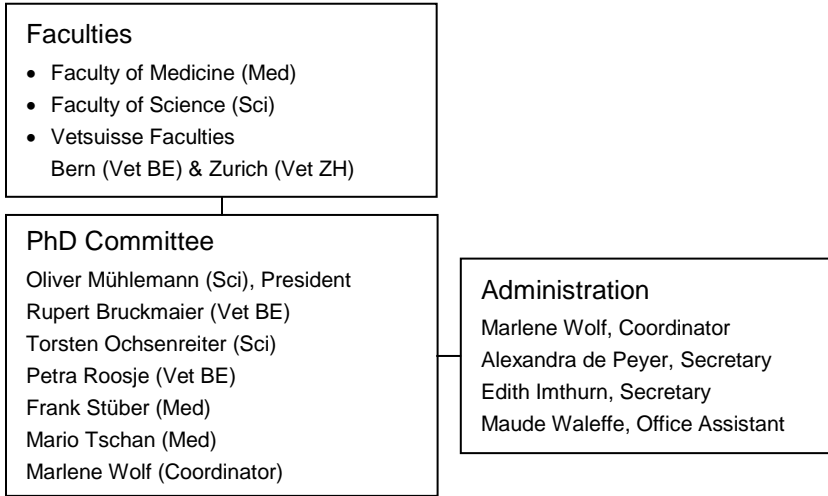 Faculties
• Faculty of Medicine (Med)
• Faculty of Science (Sci)
• Vetsuisse Faculties
Bern (Vet BE) & Zurich (Vet ZH)
PhD Committee
Oliver Mühlemann (Sci), President
Rupert Bruckmaier (Vet BE)
Torsten Ochsenreiter (Sci)
Petra Roosje (Vet BE)
Frank Stüber (Med)
Mario Tschan (Med)
Marlene Wolf (Coordinator)
Administration
Marlene Wolf, Coordinator
Alexandra de Peyer, Secretary
Edith Imthurn, Secretary
Maude Waleffe, Office Assistant